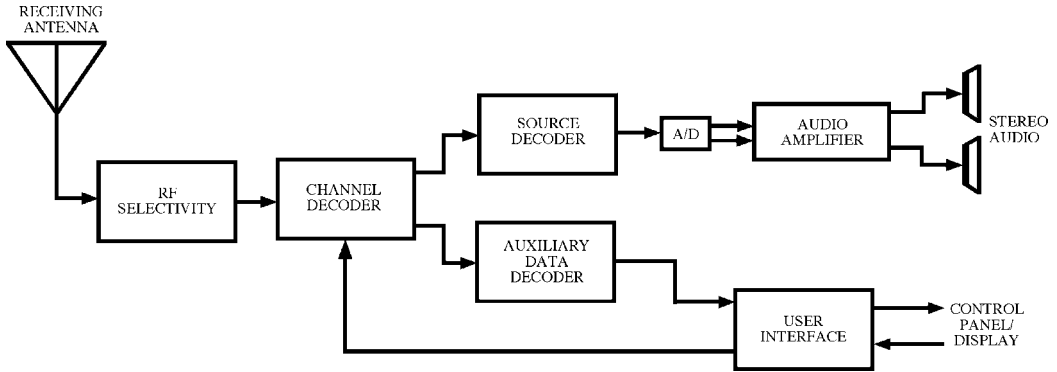 RECEIVING
ANTENNA
RF
SELECTIVITY
CHANNEL
DECODER
SOURCE
DECODER
A/D
AUDIO
AMPLIFIER
STEREO
AUDIO
AUXILIARY
DATA
DECODER
USER
INTERFACE
CONTROL
PANEL/
DISPLAY